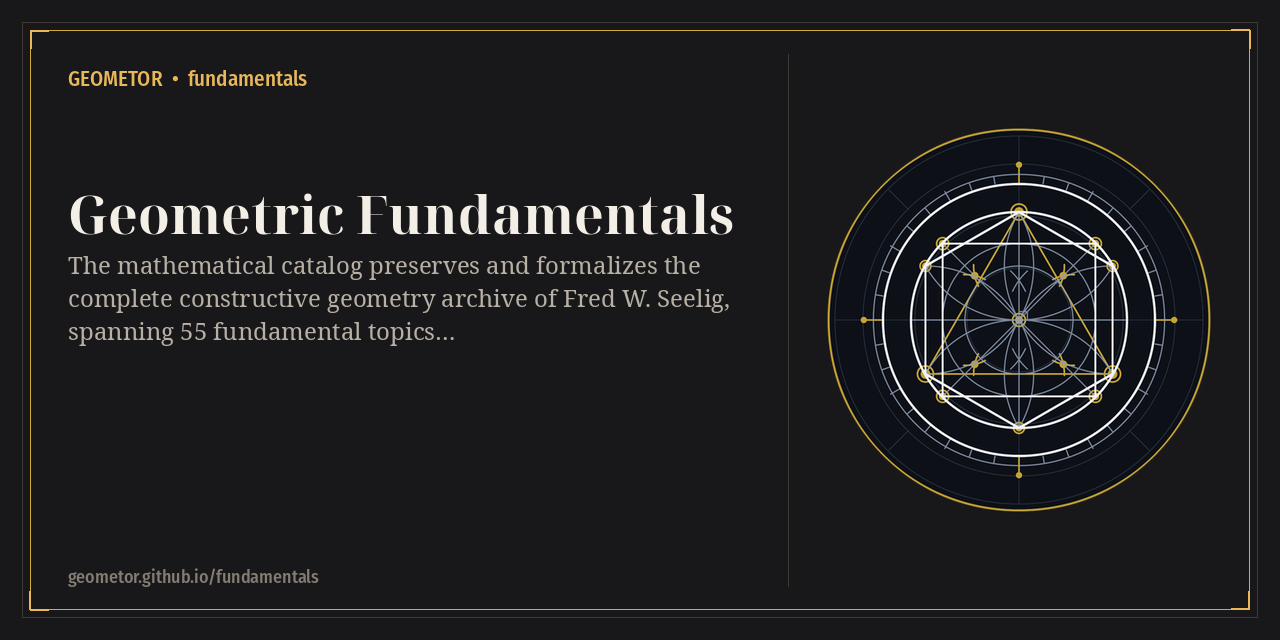 GEOMETOR • fundamentals
Geometric Fundamentals
The mathematical catalog preserves and formalizes the
complete constructive geometry archive of Fred W. Seelig,
spanning 55 fundamental topics...
geometor.github.io/fundamentals